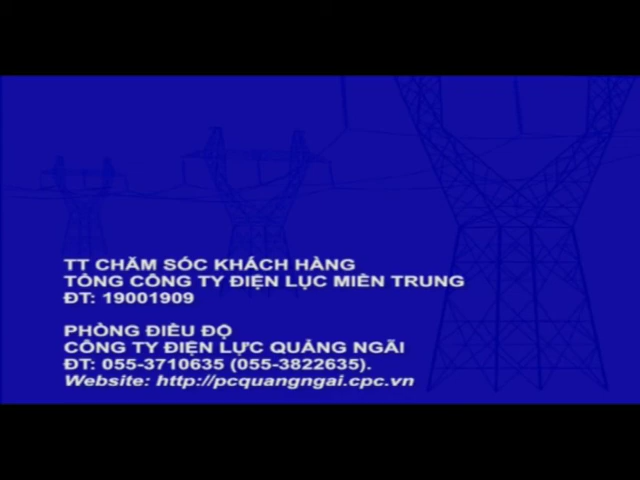 TT CHĂM SÓC KHÁCH HÀNG
TỔNG CÔNG TY ĐIỆN LỰC MIỀN TRUNG
ĐT: 19001909
PHÒNG ĐIỀU ĐỘ
CÔNG TY ĐIỆN LỰC QUẢNG NGÃI
ĐT: 055-3710635 (055-3822635).
Website: http://pcquangngai.cpc.vn